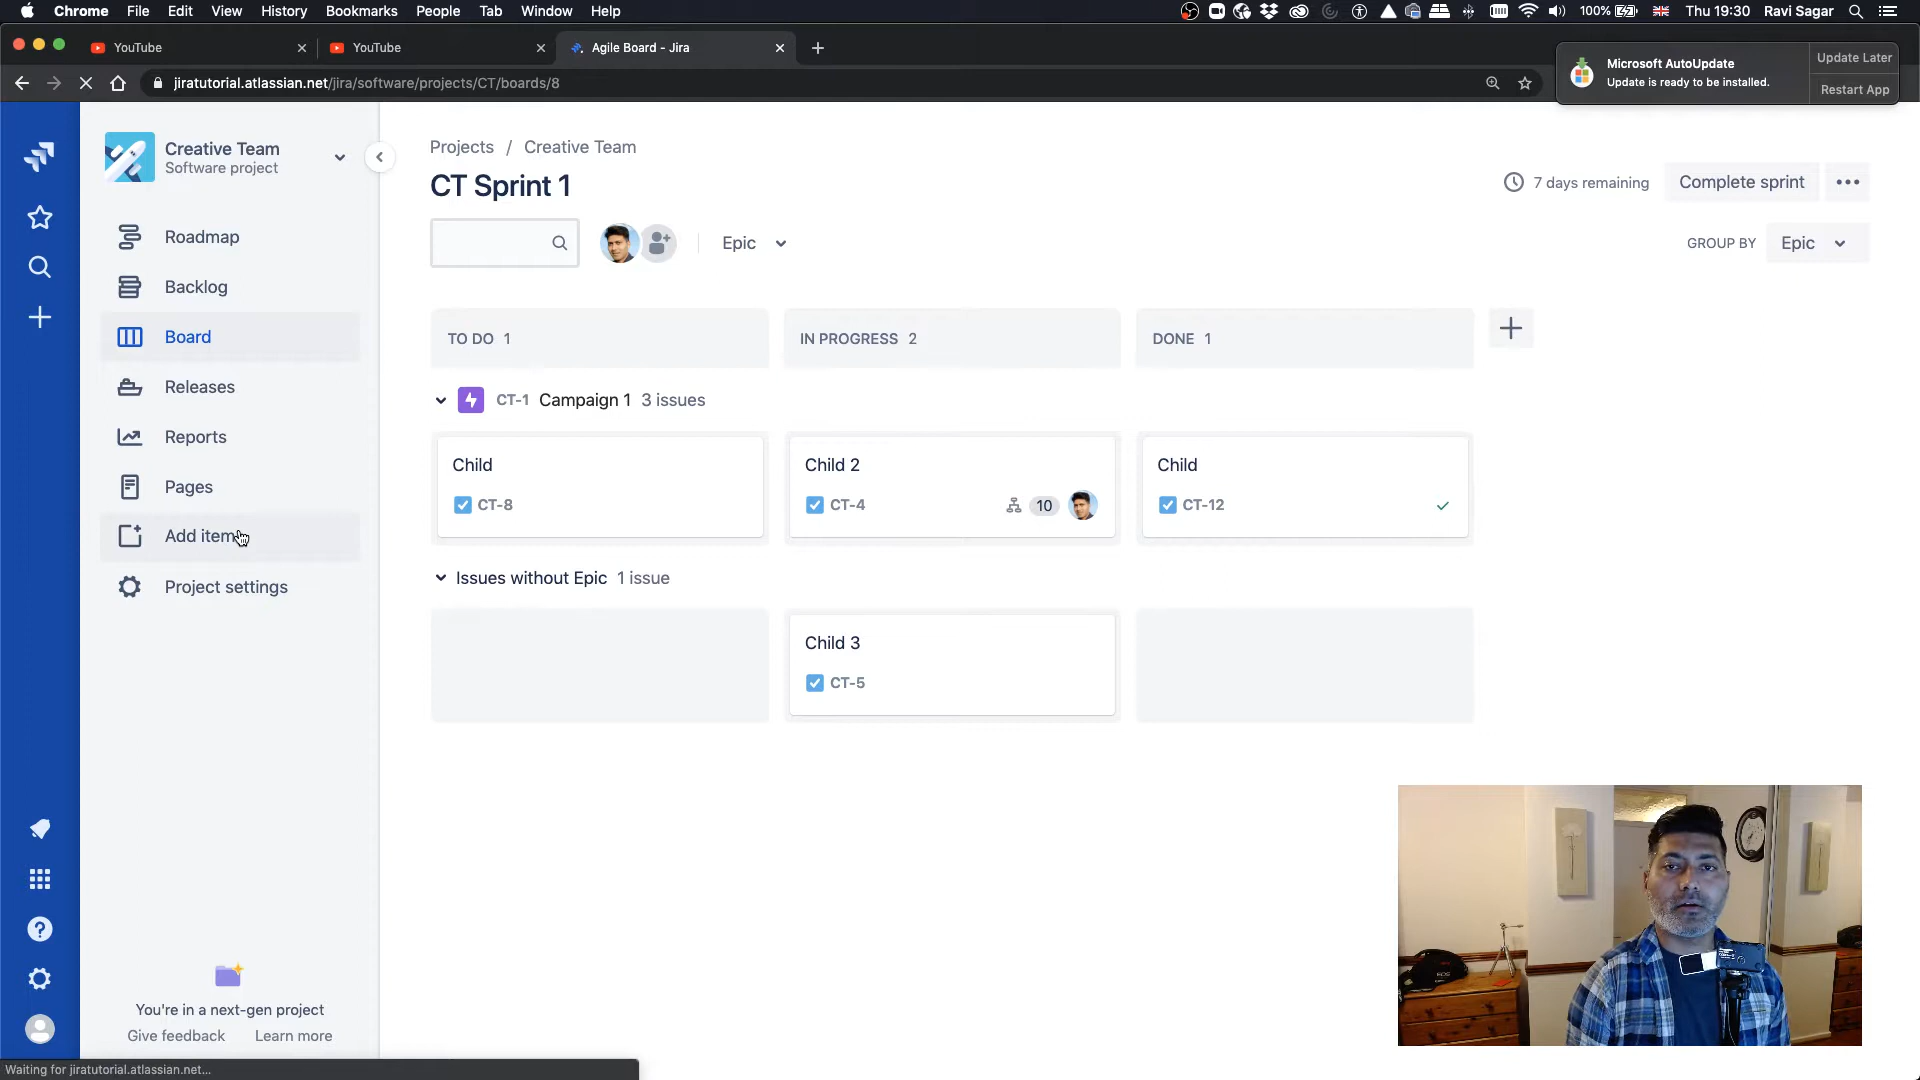 Chrome File Edit View History Bookmarks People Tab Window Help
100% Thu 19:30 Ravi Sagar
YouTube
YouTube
Agile Board - Jira
jiratutorial.atlassian.net/jira/software/projects/CT/boards/8
Microsoft AutoUpdate
Update is ready to be installed.
Update Later
Restart App
Creative Team
Software project
Roadmap
Backlog
Board
Releases
Reports
Pages
Add item
Project settings
You're in a next-gen project
Give feedback Learn more
Projects / Creative Team
CT Sprint 1
7 days remaining
Complete sprint
Epic
GROUP BY Epic
TO DO 1
IN PROGRESS 2
DONE 1
CT-1 Campaign 1 3 issues
Child
CT-8
Child 2
CT-4 10
Child
CT-12
Issues without Epic 1 issue
Child 3
CT-5
Waiting for jiratutorial.atlassian.net...